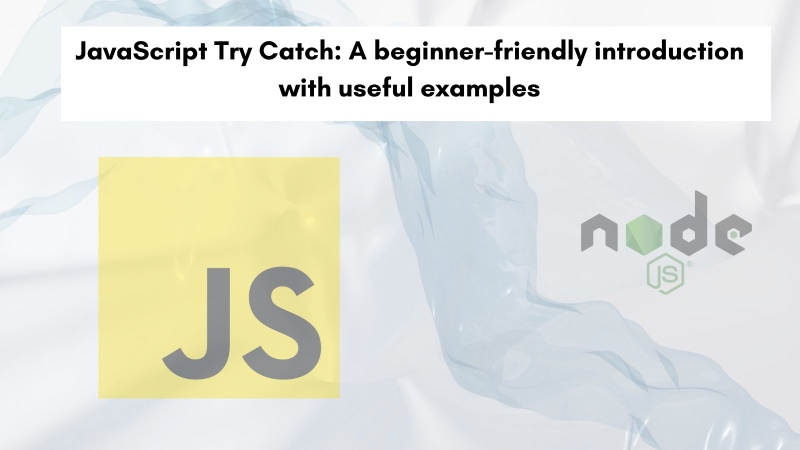 JavaScript Try Catch: A beginner-friendly introduction
with useful examples
JS
node
JS®